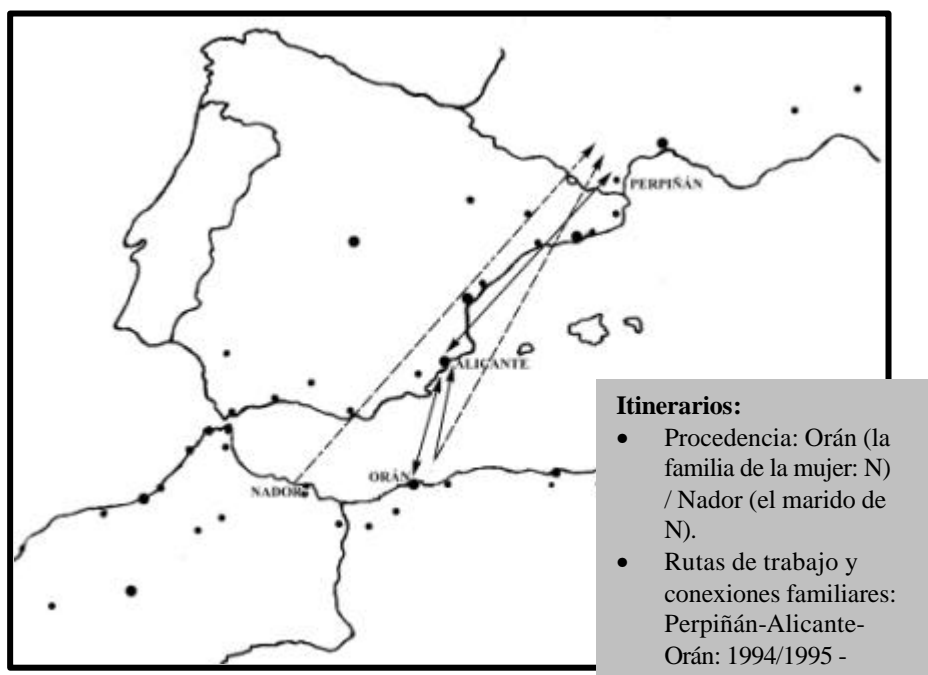 PERPIÑÁN
ALICANTE
ORÁN
NADOR
Itinerarios:
• Procedencia: Orán (la
familia de la mujer: N)
/ Nador (el marido de
N).
• Rutas de trabajo y
conexiones familiares:
Perpiñán-Alicante-
Orán: 1994/1995 -